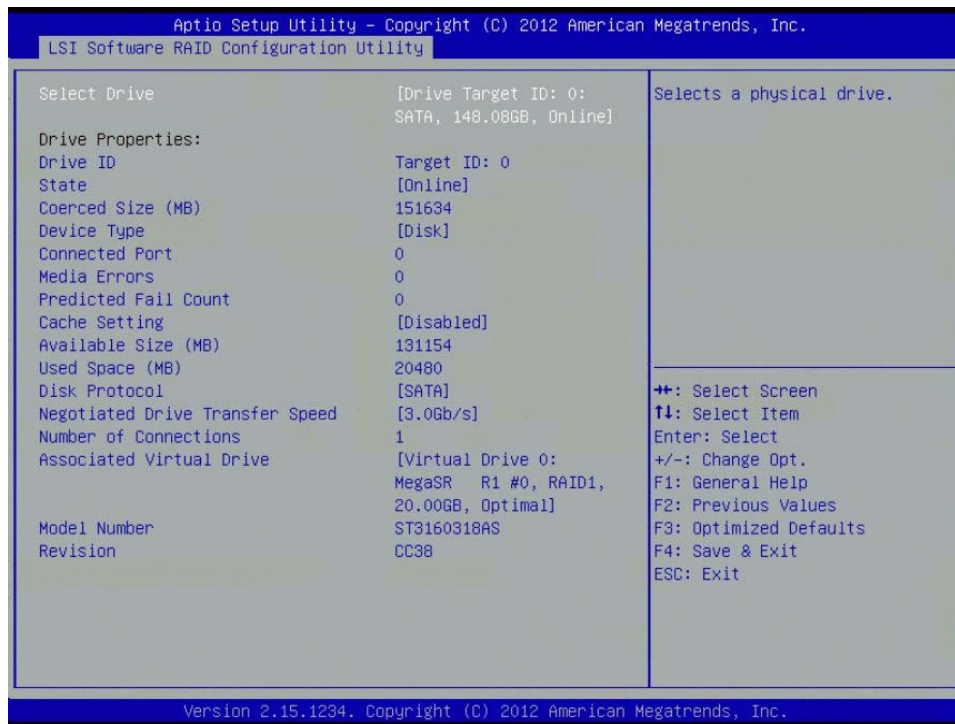 Aptio Setup Utility – Copyright (C) 2012 American Megatrends, Inc.
LSI Software RAID Configuration Utility
Select Drive [Drive Target ID: 0: SATA, 148.08GB, Online]
Drive Properties:
Drive ID Target ID: 0
State [Online]
Coerced Size (MB) 151634
Device Type [Disk]
Connected Port 0
Media Errors 0
Predicted Fail Count 0
Cache Setting [Disabled]
Available Size (MB) 131154
Used Space (MB) 20480
Disk Protocol [SATA]
Negotiated Drive Transfer Speed [3.0Gb/s]
Number of Connections 1
Associated Virtual Drive [Virtual Drive 0:
MegaSR R1 #0, RAID1,
20.00GB, Optimal]
Model Number ST3160318AS
Revision CC38
Selects a physical drive.
→←: Select Screen
↑↓: Select Item
Enter: Select
+/-: Change Opt.
F1: General Help
F2: Previous Values
F3: Optimized Defaults
F4: Save & Exit
ESC: Exit
Version 2.15.1234. Copyright (C) 2012 American Megatrends, Inc.